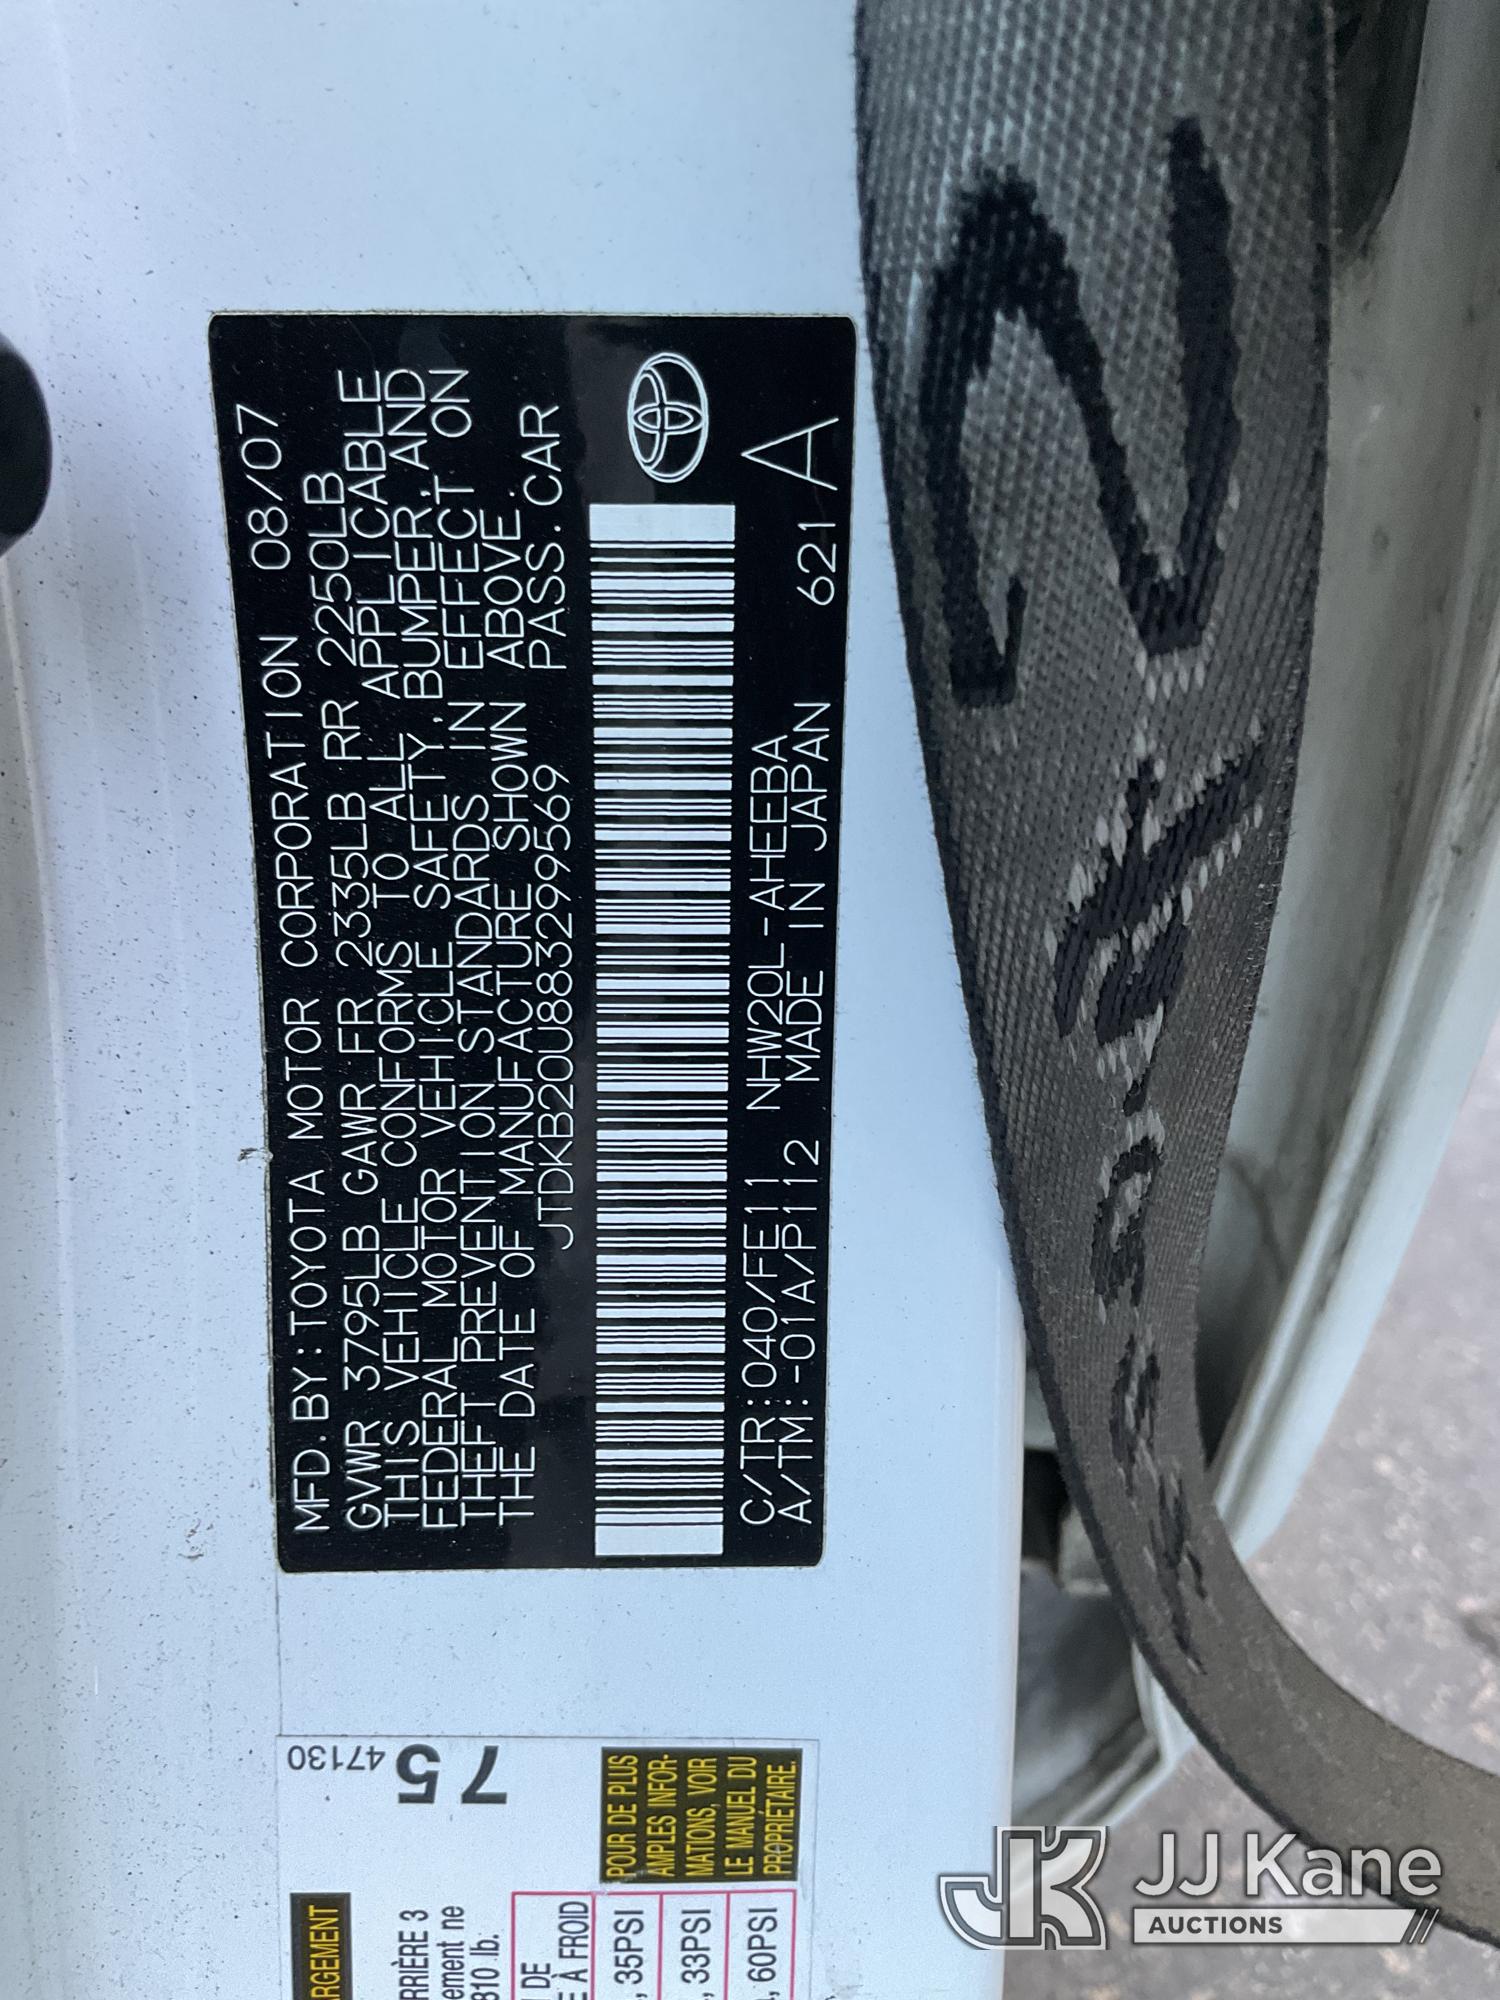 MFD.BY:TOYOTA MOTOR CORPORATION 08/07
GVWR 3795LB GAWR FR 2335LB RR 2250LB
THIS VEHICLE CONFORMS TO ALL APPLICABLE
FEDERAL MOTOR VEHICLE SAFETY, BUMPER, AND
THEFT PREVENTION STANDARDS IN EFFECT ON
THE DATE OF MANUFACTURE SHOWN ABOVE.
JTDKB20U883299569 PASS.CAR
C/TR:040/FE11 NHW20L-AHEEBA
A/TM:-01A/P112 MADE IN JAPAN 621 A
47130
75
ARRIÈRE 3
810 lb.
POUR DE PLUS
AMPLES INFOR-
MATIONS, VOIR
LE MANUEL DU
PROPRIÉTAIRE.
DE
À FROID
35PSI
33PSI
60PSI
JK JJ Kane
AUCTIONS